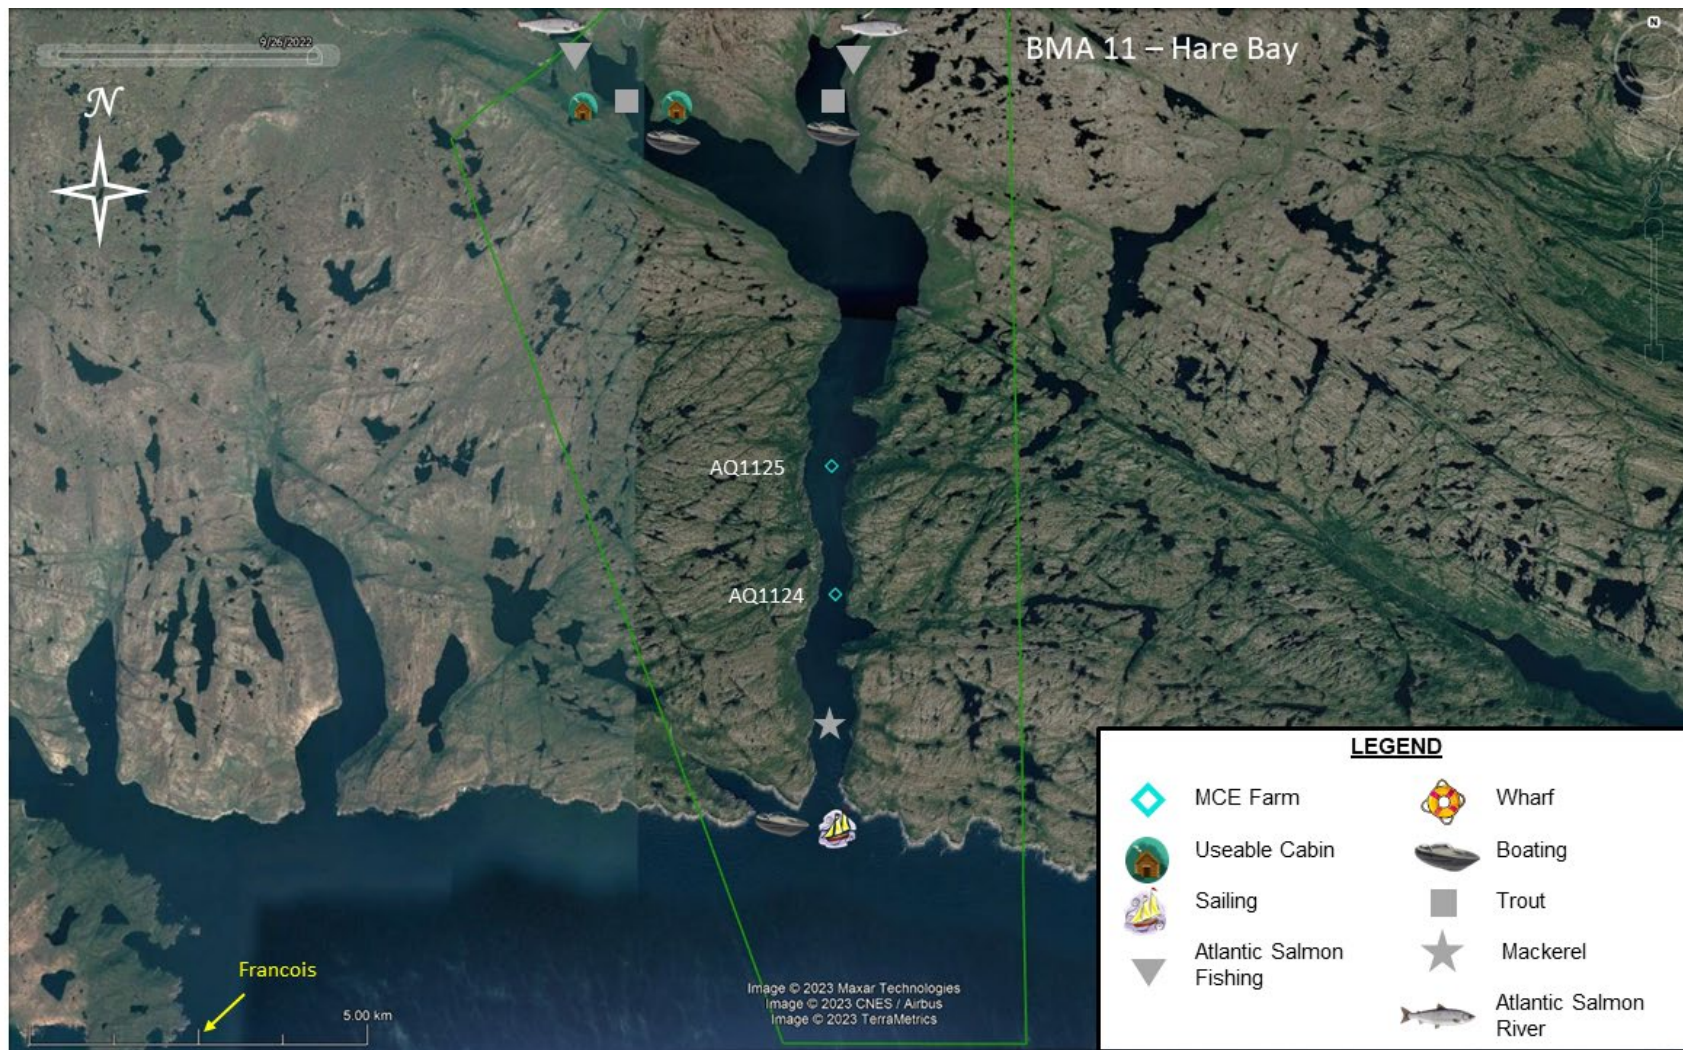 9/26/2022
BMA 11 – Hare Bay
N
N
AQ1125
AQ1124
Francois
5.00 km
Image © 2023 Maxar Technologies
Image © 2023 CNES / Airbus
Image © 2023 TerraMetrics
LEGEND
MCE Farm
Wharf
Useable Cabin
Boating
Sailing
Trout
Atlantic Salmon
Fishing
Mackerel
Atlantic Salmon
River